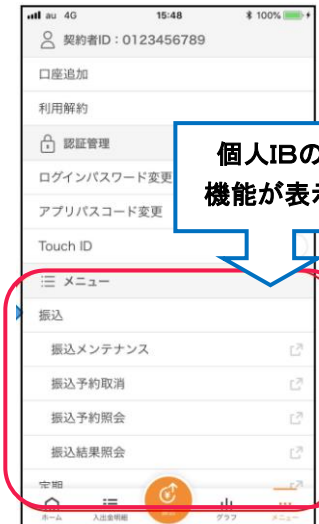 au 4G 15:48 100%
契約者ID：0123456789
口座追加
利用解約
認証管理
ログインパスワード変更
アプリパスコード変更
Touch ID
個人IBの
機能が表示
メニュー
振込
振込メンテナンス
振込予約取消
振込予約照会
振込結果照会
定期
ホーム 入出金明細 グラフ メニュー